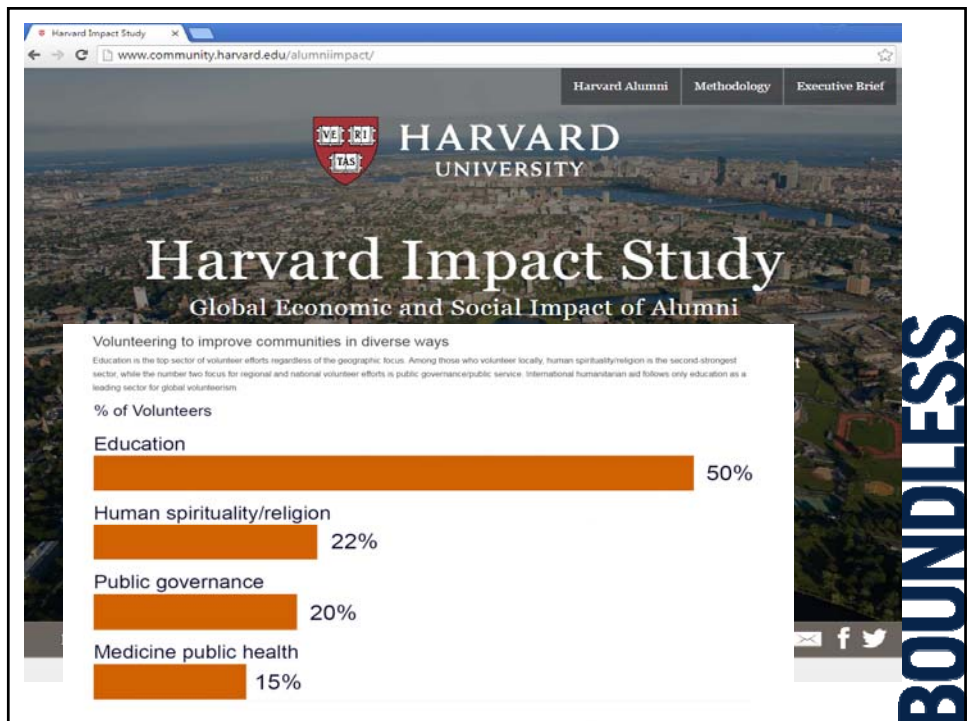 Harvard Impact Study
www.community.harvard.edu/alumniimpact/
Harvard Alumni Methodology Executive Brief
VE RI
TAS
HARVARD
UNIVERSITY
Harvard Impact Study
Global Economic and Social Impact of Alumni
Volunteering to improve communities in diverse ways
Education is the top sector of volunteer efforts regardless of the geographic focus. Among those who volunteer locally, human spirituality/religion is the second-strongest
sector, while the number two focus for regional and national volunteer efforts is public governance/public service. International humanitarian aid follows only education as a
leading sector for global volunteerism
% of Volunteers
Education
50%
Human spirituality/religion
22%
Public governance
20%
Medicine public health
15%
BOUNDLESS